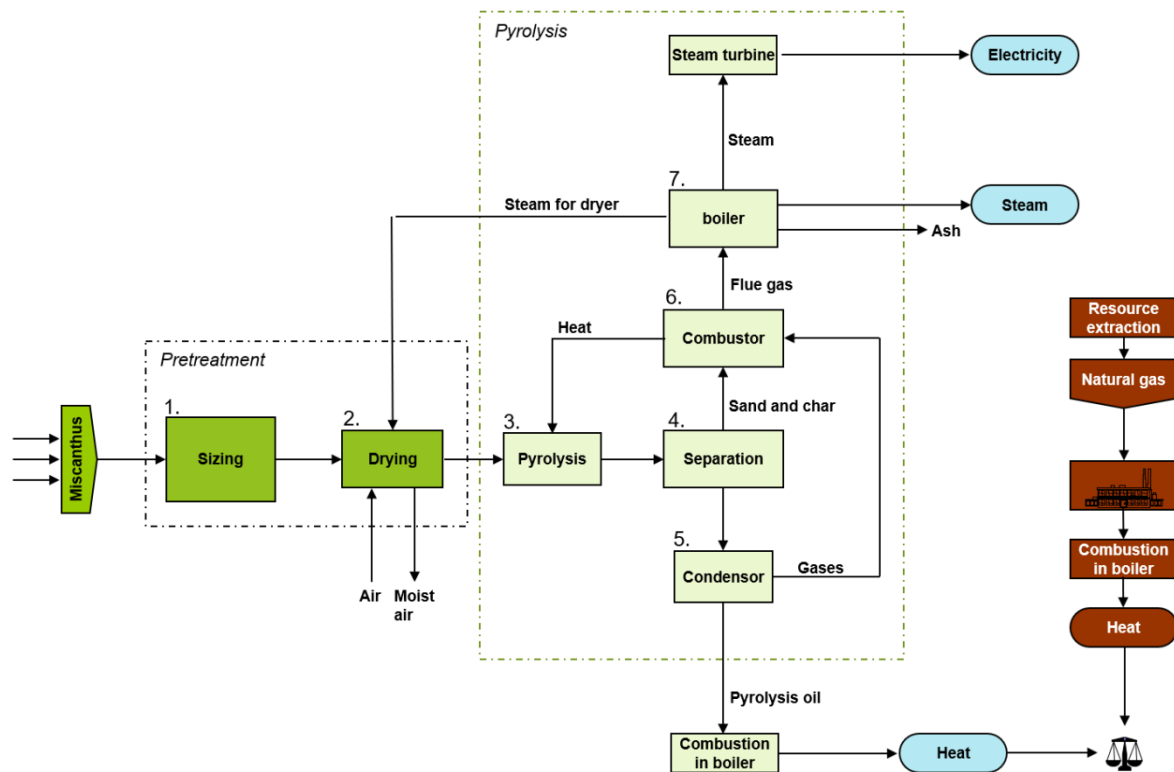 Pyrolysis
Steam turbine
Electricity
Steam
7.
Steam for dryer
boiler
Steam
Ash
Flue gas
6.
Heat
Combustor
Resource
extraction
Pretreatment
Natural gas
Miscanthus
1.
Sizing
2.
Drying
3.
Pyrolysis
Sand and char
4.
Separation
5.
Condensor
Gases
Air
Moist
air
Combustion
in boiler
Heat
Pyrolysis oil
Combustion
in boiler
Heat